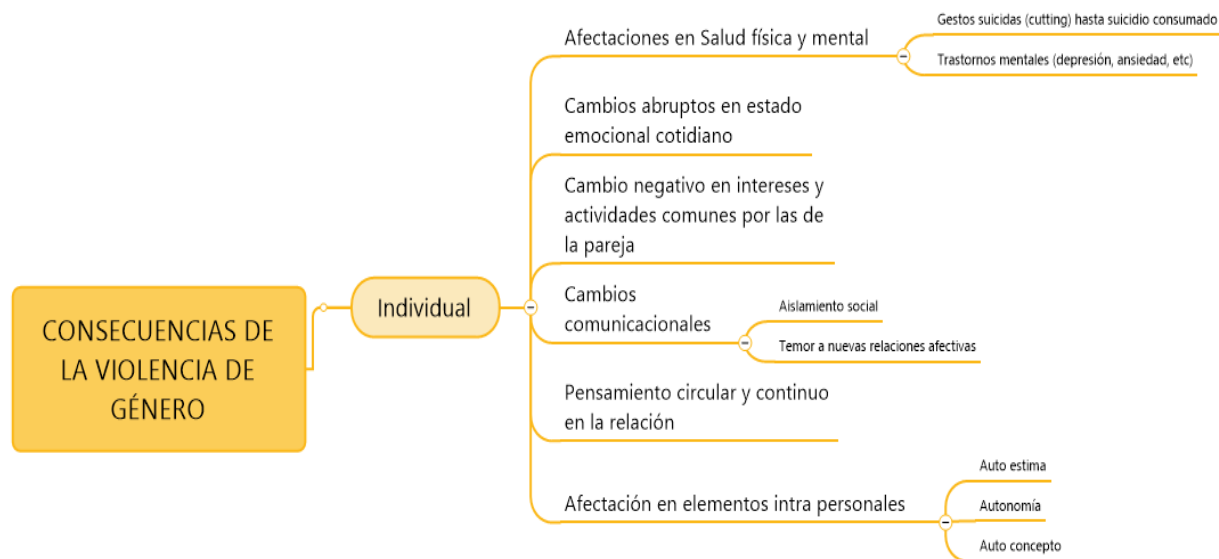 CONSECUENCIAS DE
LA VIOLENCIA DE
GÉNERO
Individual
Afectaciones en Salud física y mental
Gestos suicidas (cutting) hasta suicidio consumado
Trastornos mentales (depresión, ansiedad, etc)
Cambios abruptos en estado
emocional cotidiano
Cambio negativo en intereses y
actividades comunes por las de
la pareja
Cambios
comunicacionales
Aislamiento social
Temor a nuevas relaciones afectivas
Pensamiento circular y continuo
en la relación
Afectación en elementos intra personales
Auto estima
Autonomía
Auto concepto